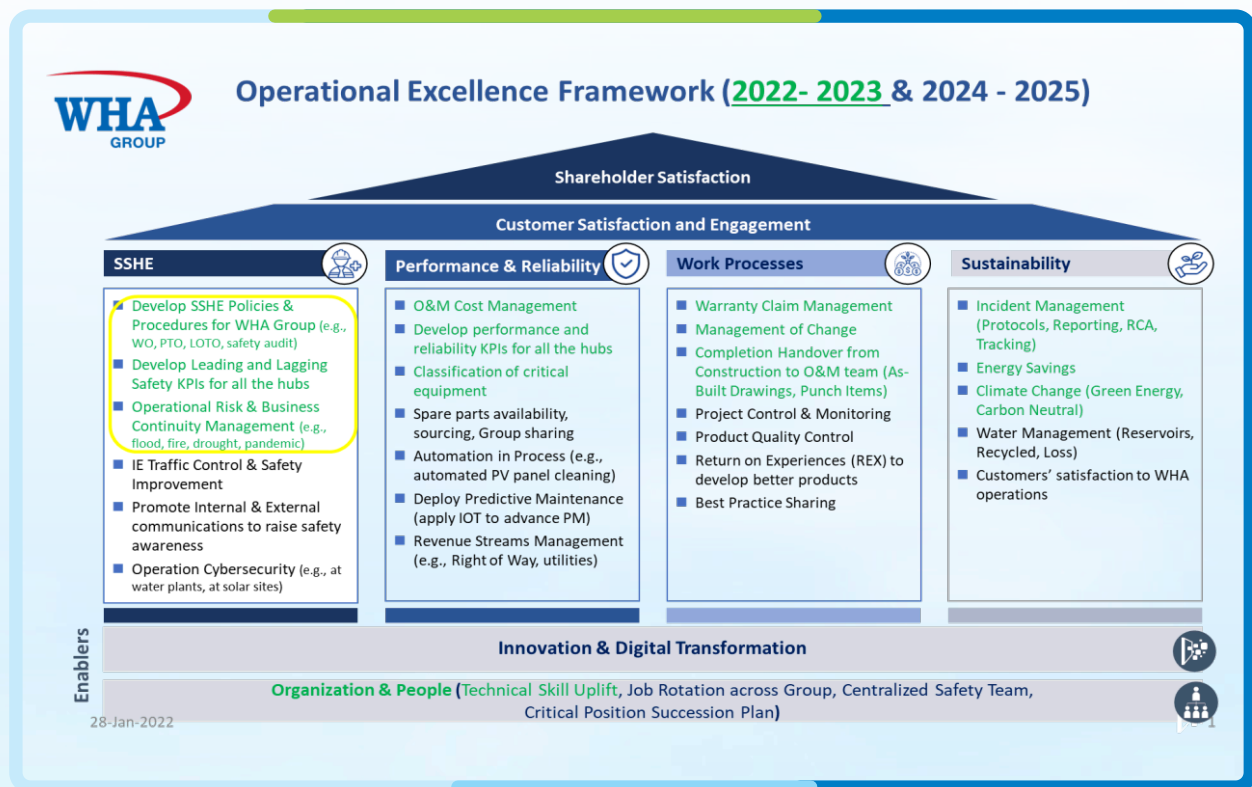 WHA
GROUP
Operational Excellence Framework (2022- 2023 & 2024 - 2025)
Shareholder Satisfaction
Customer Satisfaction and Engagement
SSHE
Develop SSHE Policies &
Procedures for WHA Group (e.g.,
WO, PTO, LOTO, safety audit)
Develop Leading and Lagging
Safety KPIs for all the hubs
Operational Risk & Business
Continuity Management (e.g.,
flood, fire, drought, pandemic)
IE Traffic Control & Safety
Improvement
Promote Internal & External
communications to raise safety
awareness
Operation Cybersecurity (e.g., at
water plants, at solar sites)
Performance & Reliability
O&M Cost Management
Develop performance and
reliability KPIs for all the hubs
Classification of critical
equipment
Spare parts availability,
sourcing, Group sharing
Automation in Process (e.g.,
automated PV panel cleaning)
Deploy Predictive Maintenance
(apply IOT to advance PM)
Revenue Streams Management
(e.g., Right of Way, utilities)
Work Processes
Warranty Claim Management
Management of Change
Completion Handover from
Construction to O&M team (As-
Built Drawings, Punch Items)
Project Control & Monitoring
Product Quality Control
Return on Experiences (REX) to
develop better products
Best Practice Sharing
Sustainability
Incident Management
(Protocols, Reporting, RCA,
Tracking)
Energy Savings
Climate Change (Green Energy,
Carbon Neutral)
Water Management (Reservoirs,
Recycled, Loss)
Customers' satisfaction to WHA
operations
Enablers
Innovation & Digital Transformation
Organization & People (Technical Skill Uplift, Job Rotation across Group, Centralized Safety Team,
Critical Position Succession Plan)
28-Jan-2022
1